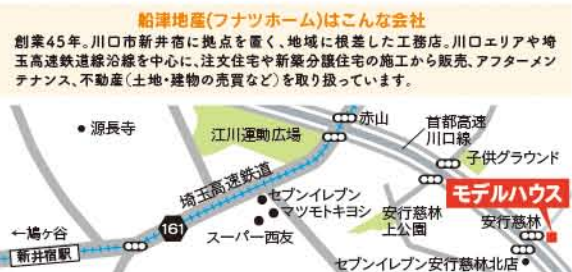 船津地産(フナツホーム)はこんな会社
創業45年。川口市新井宿に拠点を置く、地域に根差した工務店。川口エリアや埼
玉高速鉄道線沿線を中心に、注文住宅や新築分譲住宅の施工から販売、アフターメン
テナンス、不動産(土地・建物の売買など)を取り扱っています。
源長寺
江川運動広場
赤山
首都高速
川口線
子供グラウンド
埼玉高速鉄道
セブンイレブン
マツモトキヨシ
モデルハウス
161
スーパー西友
安行慈林
上公園
安行慈林
←鳩ヶ谷
新井宿駅
セブンイレブン安行慈林北店